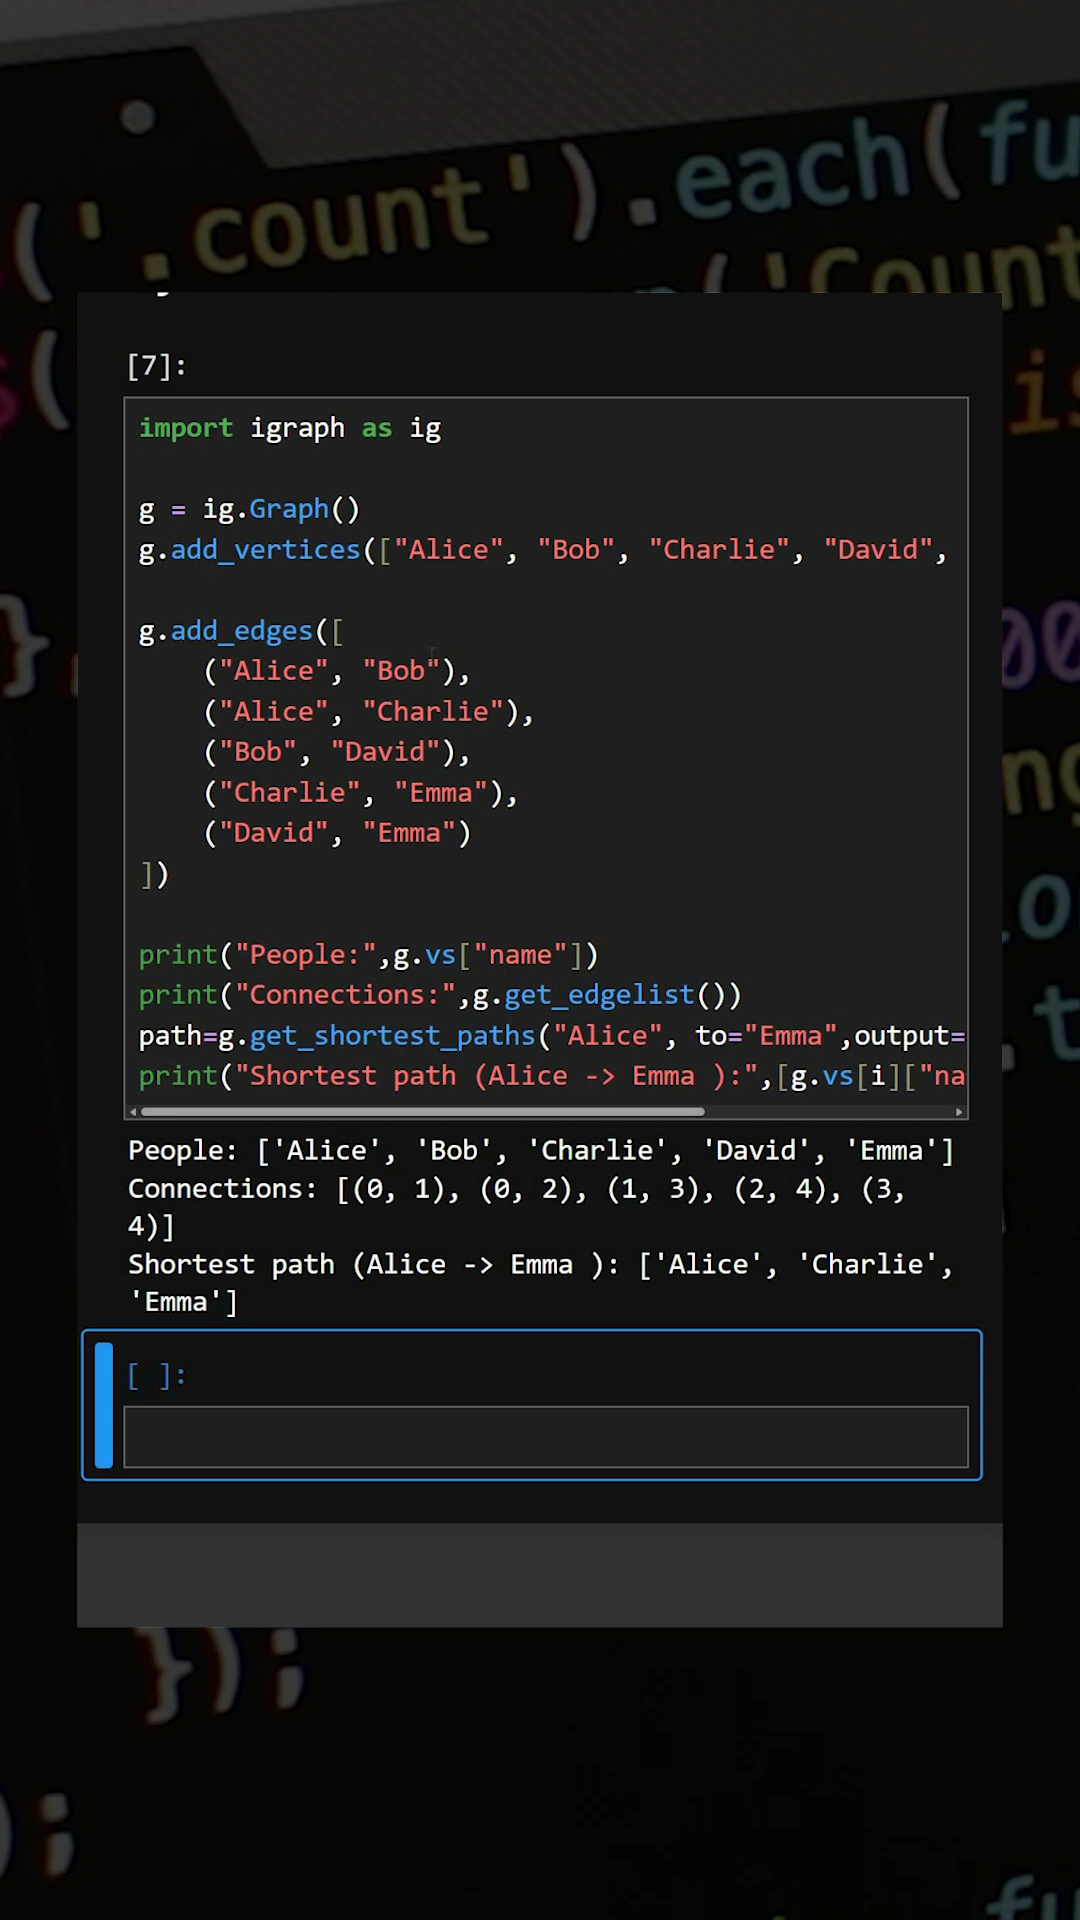 ('.count').each(fu
('Count
[7]:
import igraph as ig
g = ig.Graph()
g.add_vertices(["Alice", "Bob", "Charlie", "David",
g.add_edges([
("Alice", "Bob"),
("Alice", "Charlie"),
("Bob", "David"),
("Charlie", "Emma"),
("David", "Emma")
])
print("People:",g.vs["name"])
print("Connections:",g.get_edgelist())
path=g.get_shortest_paths("Alice", to="Emma",output=
print("Shortest path (Alice -> Emma ):",[g.vs[i]["na
People: ['Alice', 'Bob', 'Charlie', 'David', 'Emma']
Connections: [(0, 1), (0, 2), (1, 3), (2, 4), (3,
4)]
Shortest path (Alice -> Emma ): ['Alice', 'Charlie',
'Emma']
[ ]:
});
);
fu